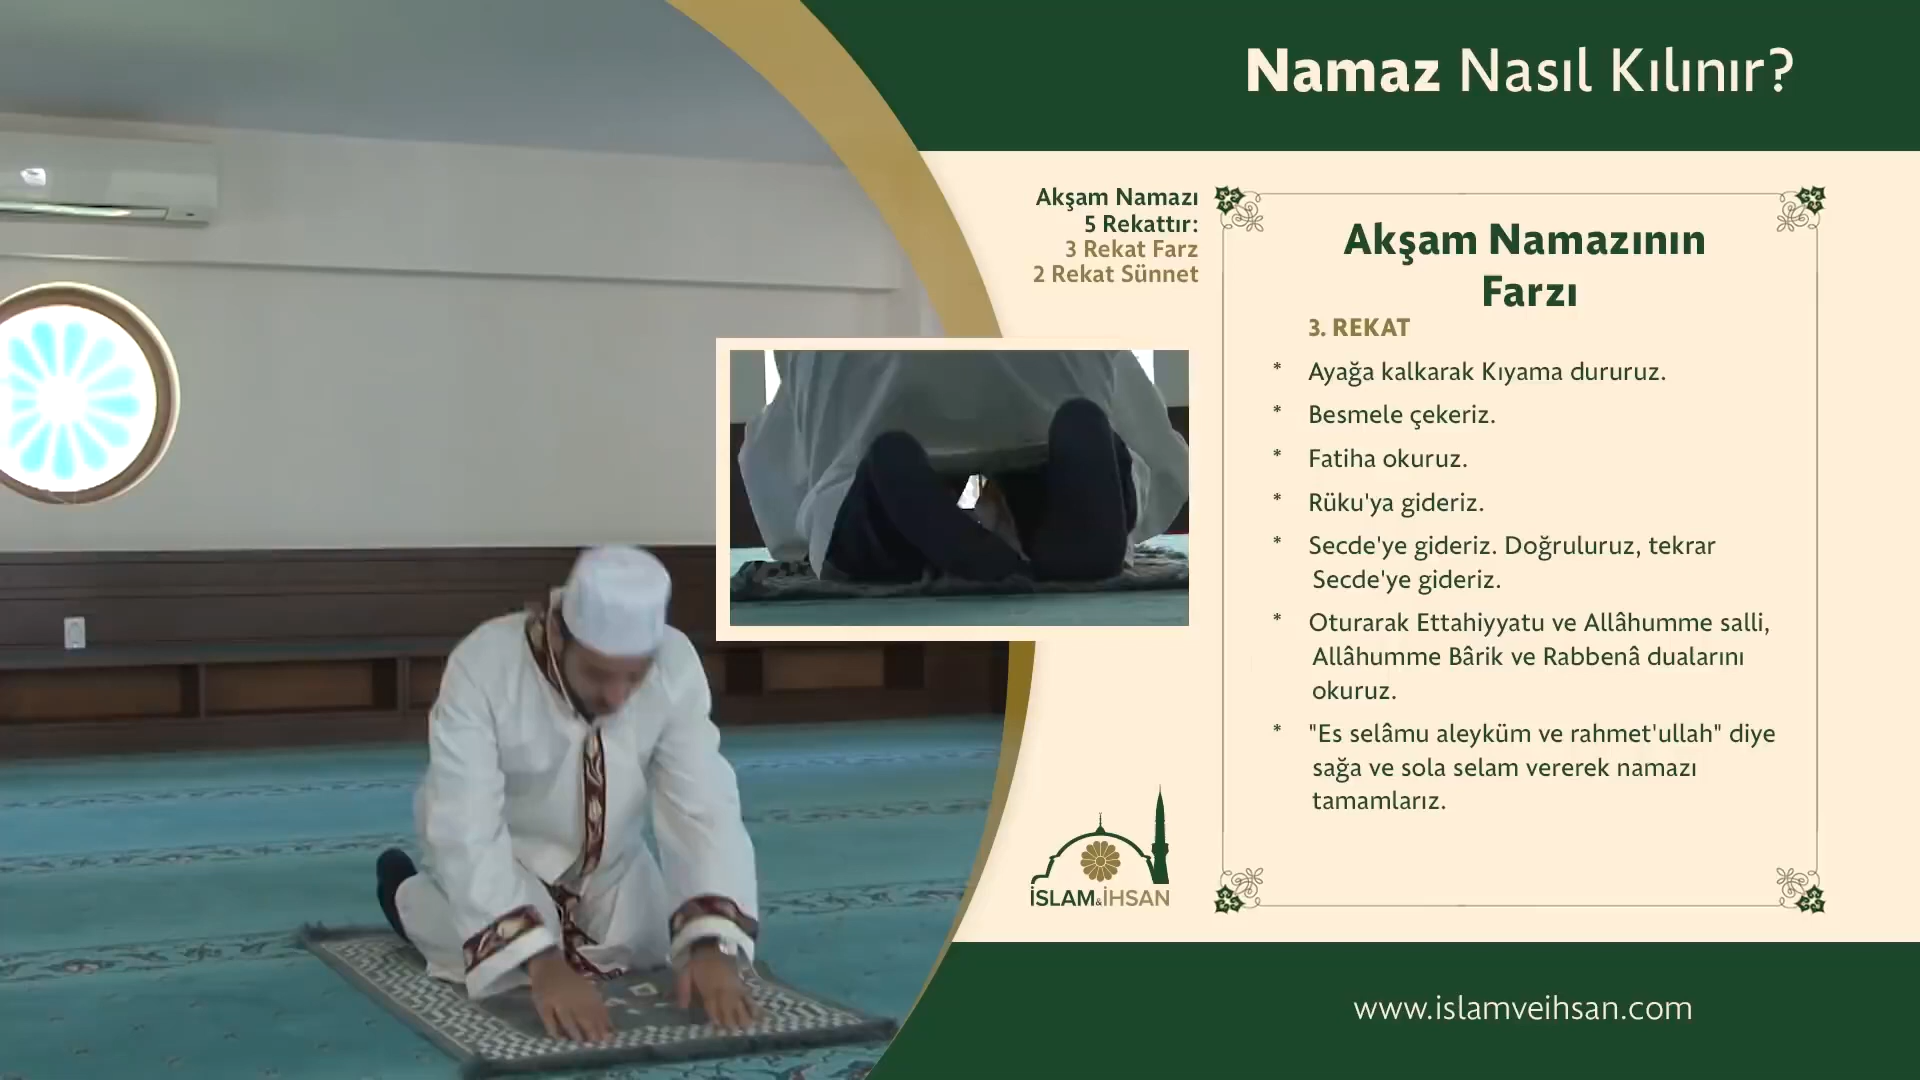 Namaz Nasıl Kılınır?
Akşam Namazı
5 Rekattır:
3 Rekat Farz
2 Rekat Sünnet
Akşam Namazının
Farzı
3. REKAT
* Ayağa kalkarak Kıyama dururuz.
* Besmele çekeriz.
* Fatiha okuruz.
* Rüku'ya gideriz.
* Secde'ye gideriz. Doğruluruz, tekrar
Secde'ye gideriz.
* Oturarak Ettahiyyatu ve Allâhumme salli,
Allâhumme Bârik ve Rabbenâ dualarını
okuruz.
* "Es selâmu aleyküm ve rahmet'ullah" diye
sağa ve sola selam vererek namazı
tamamlarız.
İSLAM&İHSAN
www.islamveihsan.com